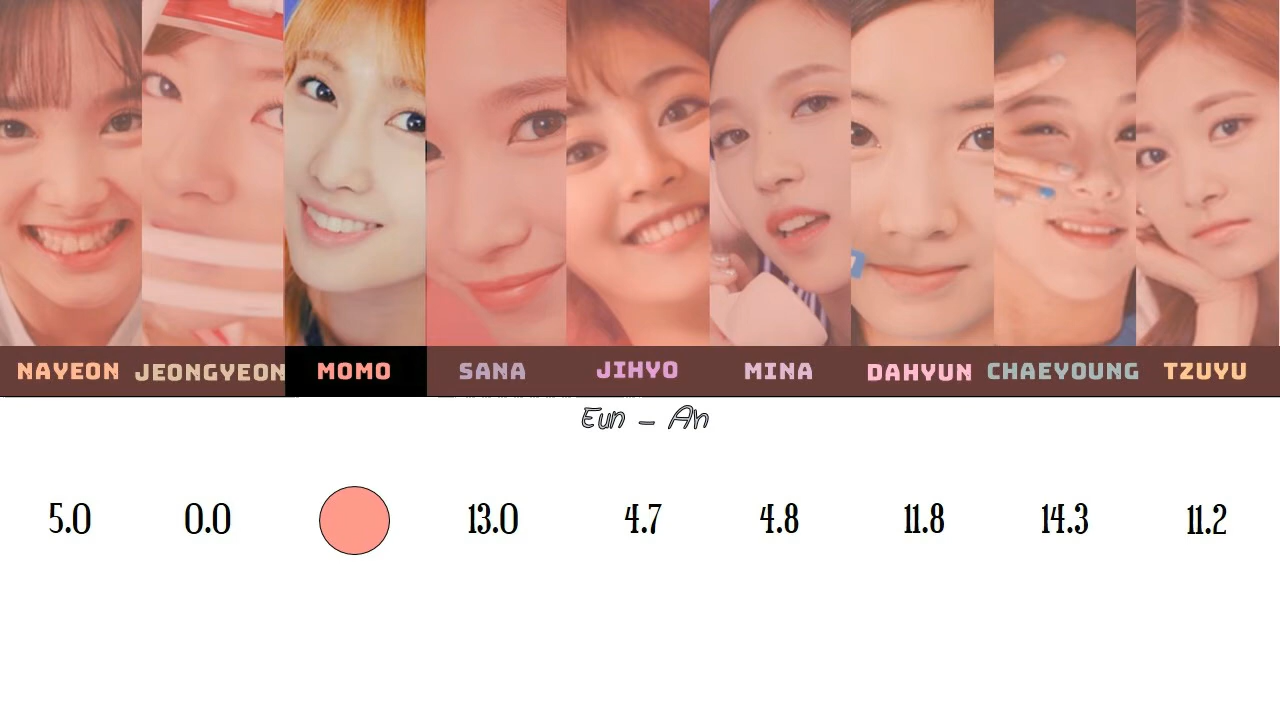 NAYEON JEONGYEON MOMO SANA JIHYO MINA DAHYUN CHAEYOUNG TZUYU
Eun - Ah
5.0 0.0 13.0 4.7 4.8 11.8 14.3 11.2